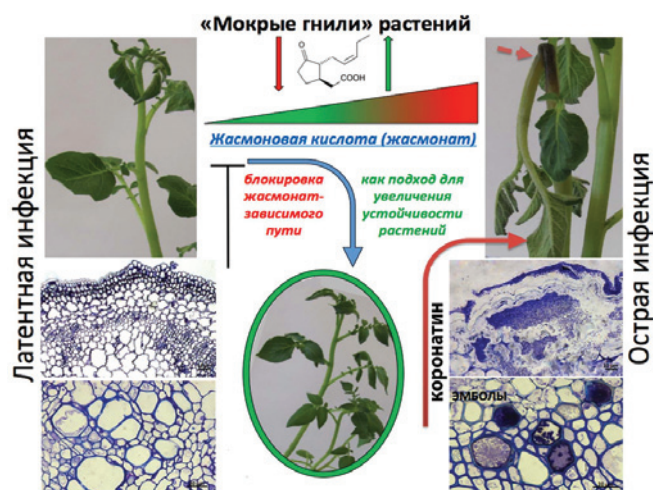 «Мокрые гнили» растений
O
COOH
Жасмоновая кислота (жасмонат)
блокировка
жасмонат-
зависимого
пути
как подход для
увеличения
устойчивости
растений
Латентная инфекция
Острая инфекция
коронатин
ЭМБОЛЫ